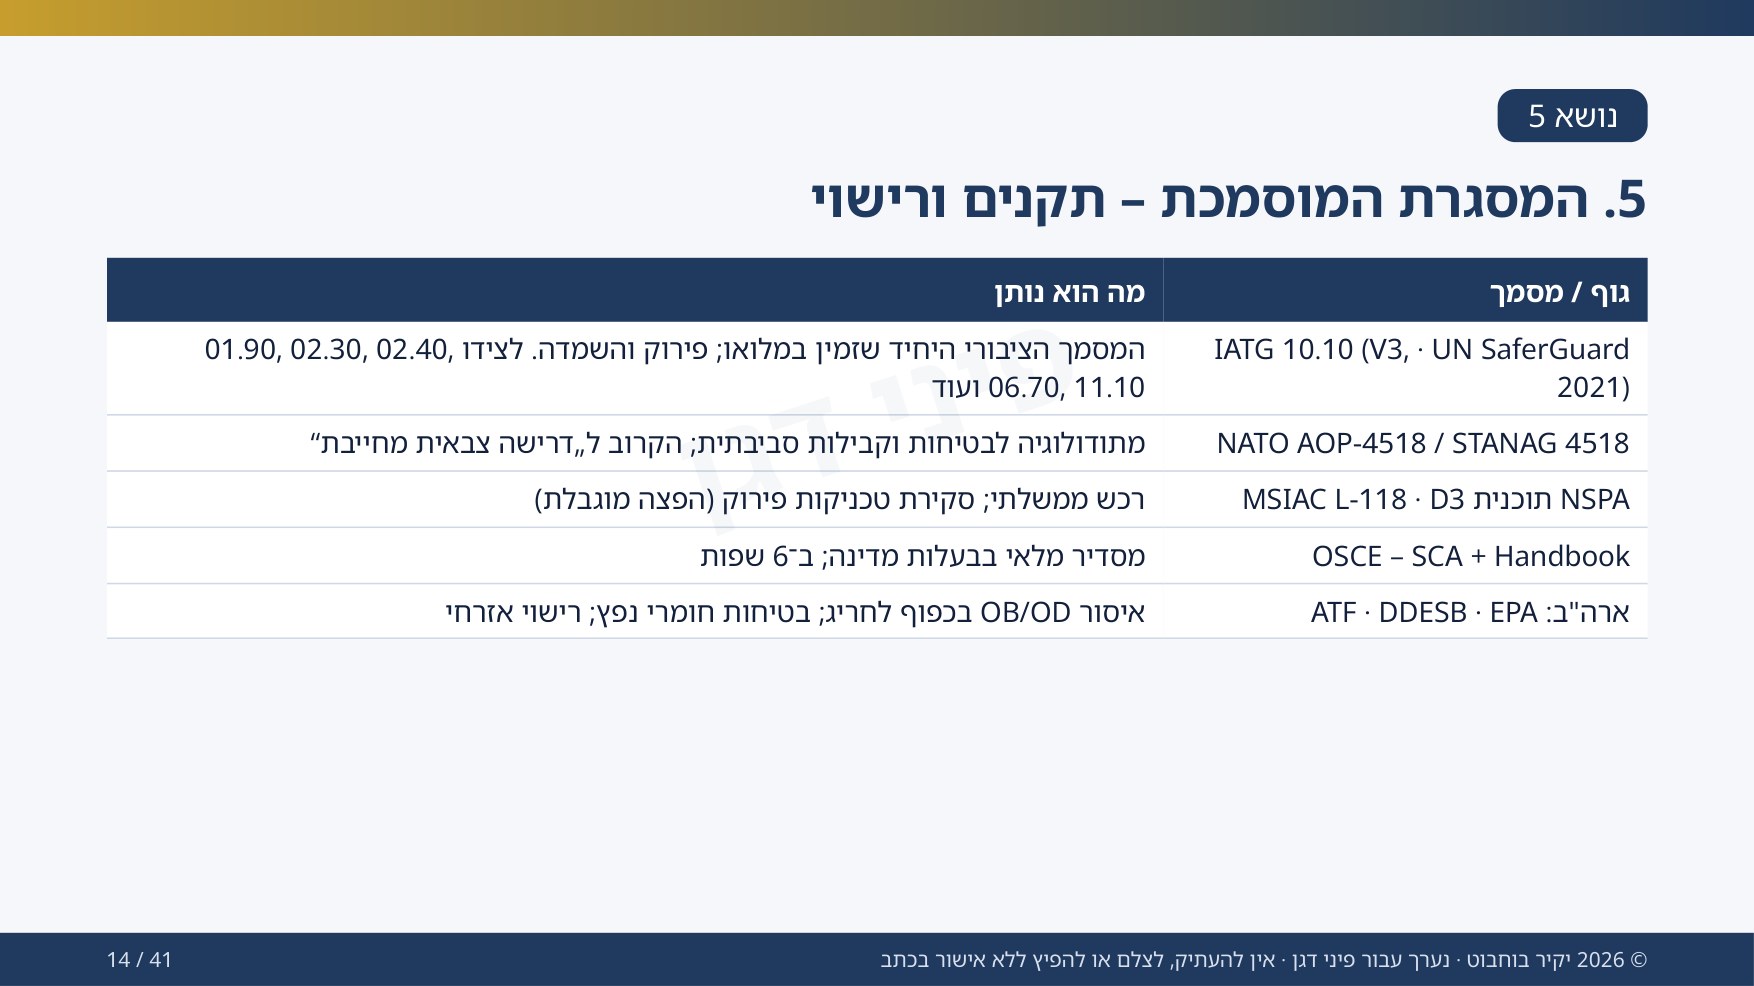 נושא 5
5. המסגרת המוסמכת – תקנים ורישוי
גוף / מסמך
מה הוא נותן
IATG 10.10 (V3, · UN SaferGuard
2021)
המסמך הציבורי היחיד שזמין במלואו; פירוק והשמדה. לצידו 01.90, 02.30, 02.40,
06.70, 11.10 ועוד
NATO AOP-4518 / STANAG 4518
מתודולוגיה לבטיחות וקבילות סביבתית; הקרוב ל„דרישה צבאית מחייבת“
NSPA תוכנית MSIAC L-118 · D3
רכש ממשלתי; סקירת טכניקות פירוק (הפצה מוגבלת)
OSCE – SCA + Handbook
מסדיר מלאי בבעלות מדינה; ב־6 שפות
ארה"ב: ATF · DDESB · EPA
איסור OB/OD בכפוף לחריג; בטיחות חומרי נפץ; רישוי אזרחי
פיני דגן
© 2026 יקיר בוחבוט · נערך עבור פיני דגן · אין להעתיק, לצלם או להפיץ ללא אישור בכתב
14 / 41